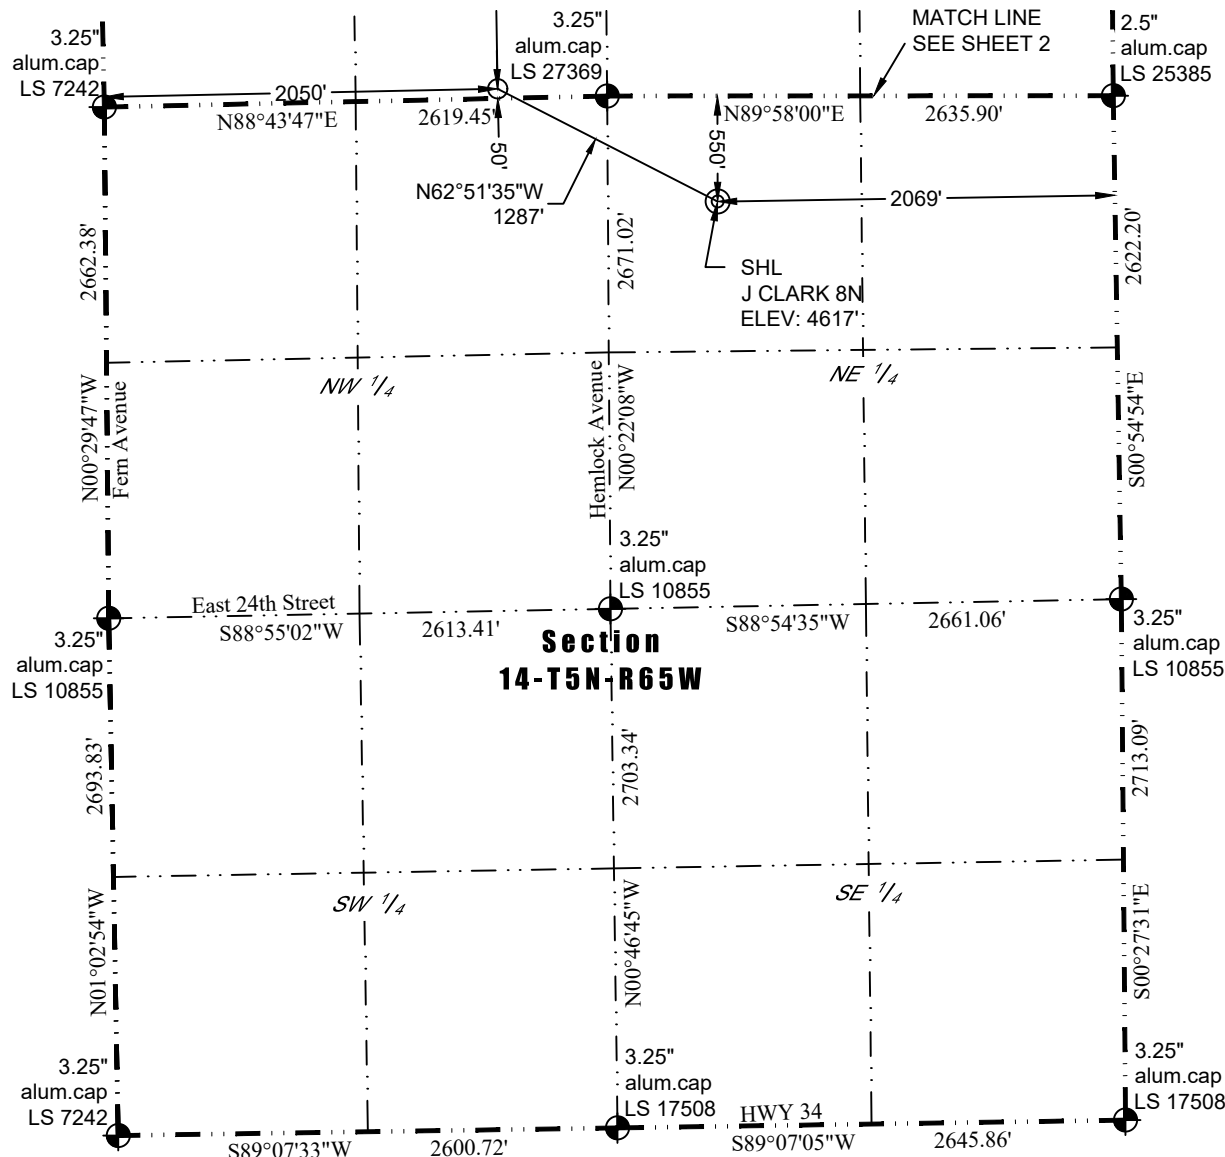 3.25"
alum.cap
LS 7242
3.25"
alum.cap
LS 27369
MATCH LINE
SEE SHEET 2
2.5"
alum.cap
LS 25385
2050'
N88°43'47"E
2619.45'
50'
N89°58'00"E
2635.90'
550'
N62°51'35"W
1287'
2069'
SHL
J CLARK 8N
ELEV: 4617'
2662.38'
2671.02'
2622.20'
NW 1/4
NE 1/4
N00°29'47"W
Fern Avenue
Hemlock Avenue
N00°22'08"W
S00°54'54"E
3.25"
alum.cap
LS 10855
East 24th Street
S88°55'02"W
2613.41'
S88°54'35"W
2661.06'
3.25"
alum.cap
LS 10855
Section
14-T5N-R65W
3.25"
alum.cap
LS 10855
2693.83'
2703.34'
2713.09'
SW 1/4
SE 1/4
N01°02'54"W
N00°46'45"W
S00°27'31"E
3.25"
alum.cap
LS 7242
3.25"
alum.cap
LS 17508
3.25"
alum.cap
LS 17508
HWY 34
S89°07'33"W
2600.72'
S89°07'05"W
2645.86'